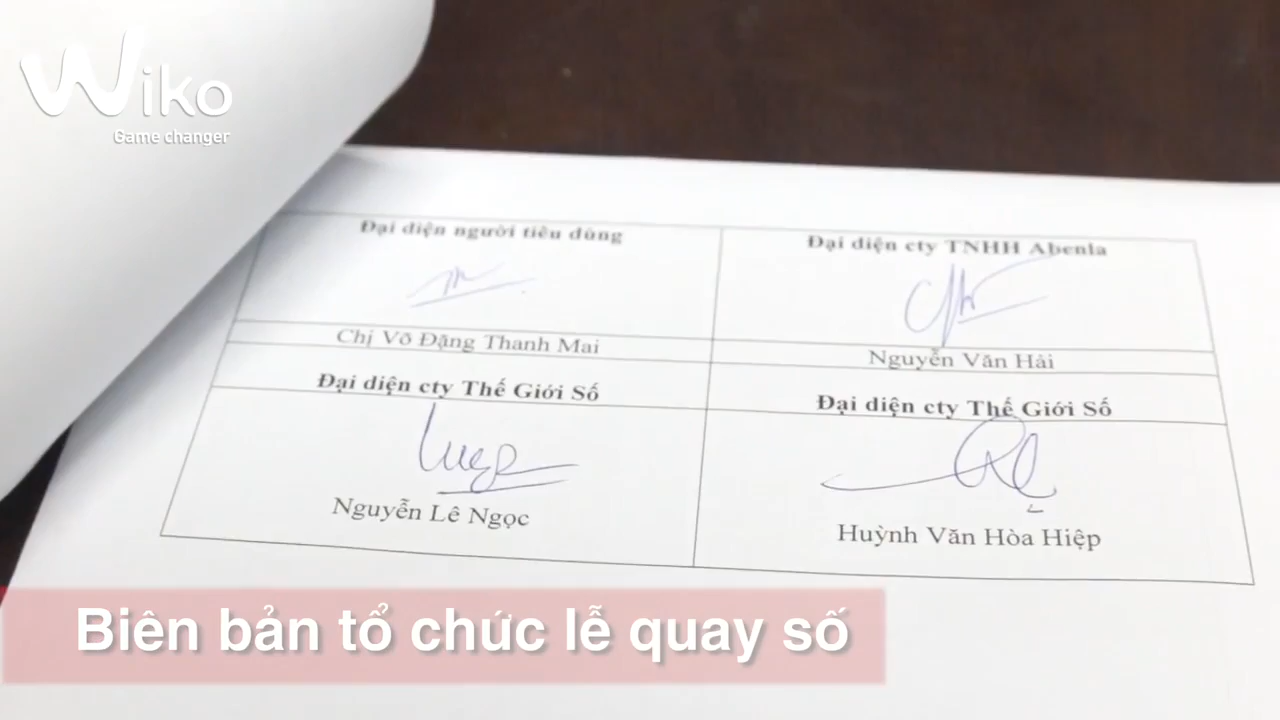 Wiko
Game changer
Đại diện người tiêu dùng
Đại diện cty TNHH Abenla
Chị Võ Đặng Thanh Mai
Nguyễn Văn Hải
Đại diện cty Thế Giới Số
Đại diện cty Thế Giới Số
Nguyễn Lê Ngọc
Huỳnh Văn Hòa Hiệp
Biên bản tổ chức lễ quay số